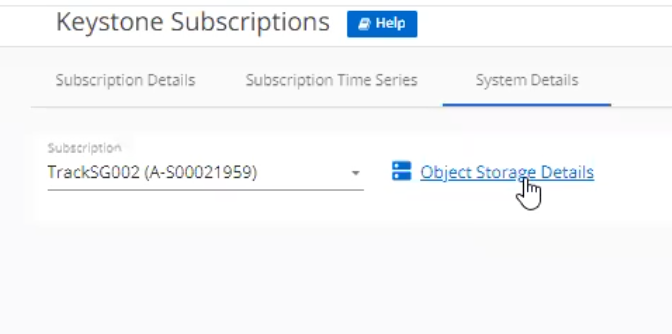 Keystone Subscriptions Help
Subscription Details Subscription Time Series System Details
Subscription
TrackSG002 (A-S00021959) Object Storage Details